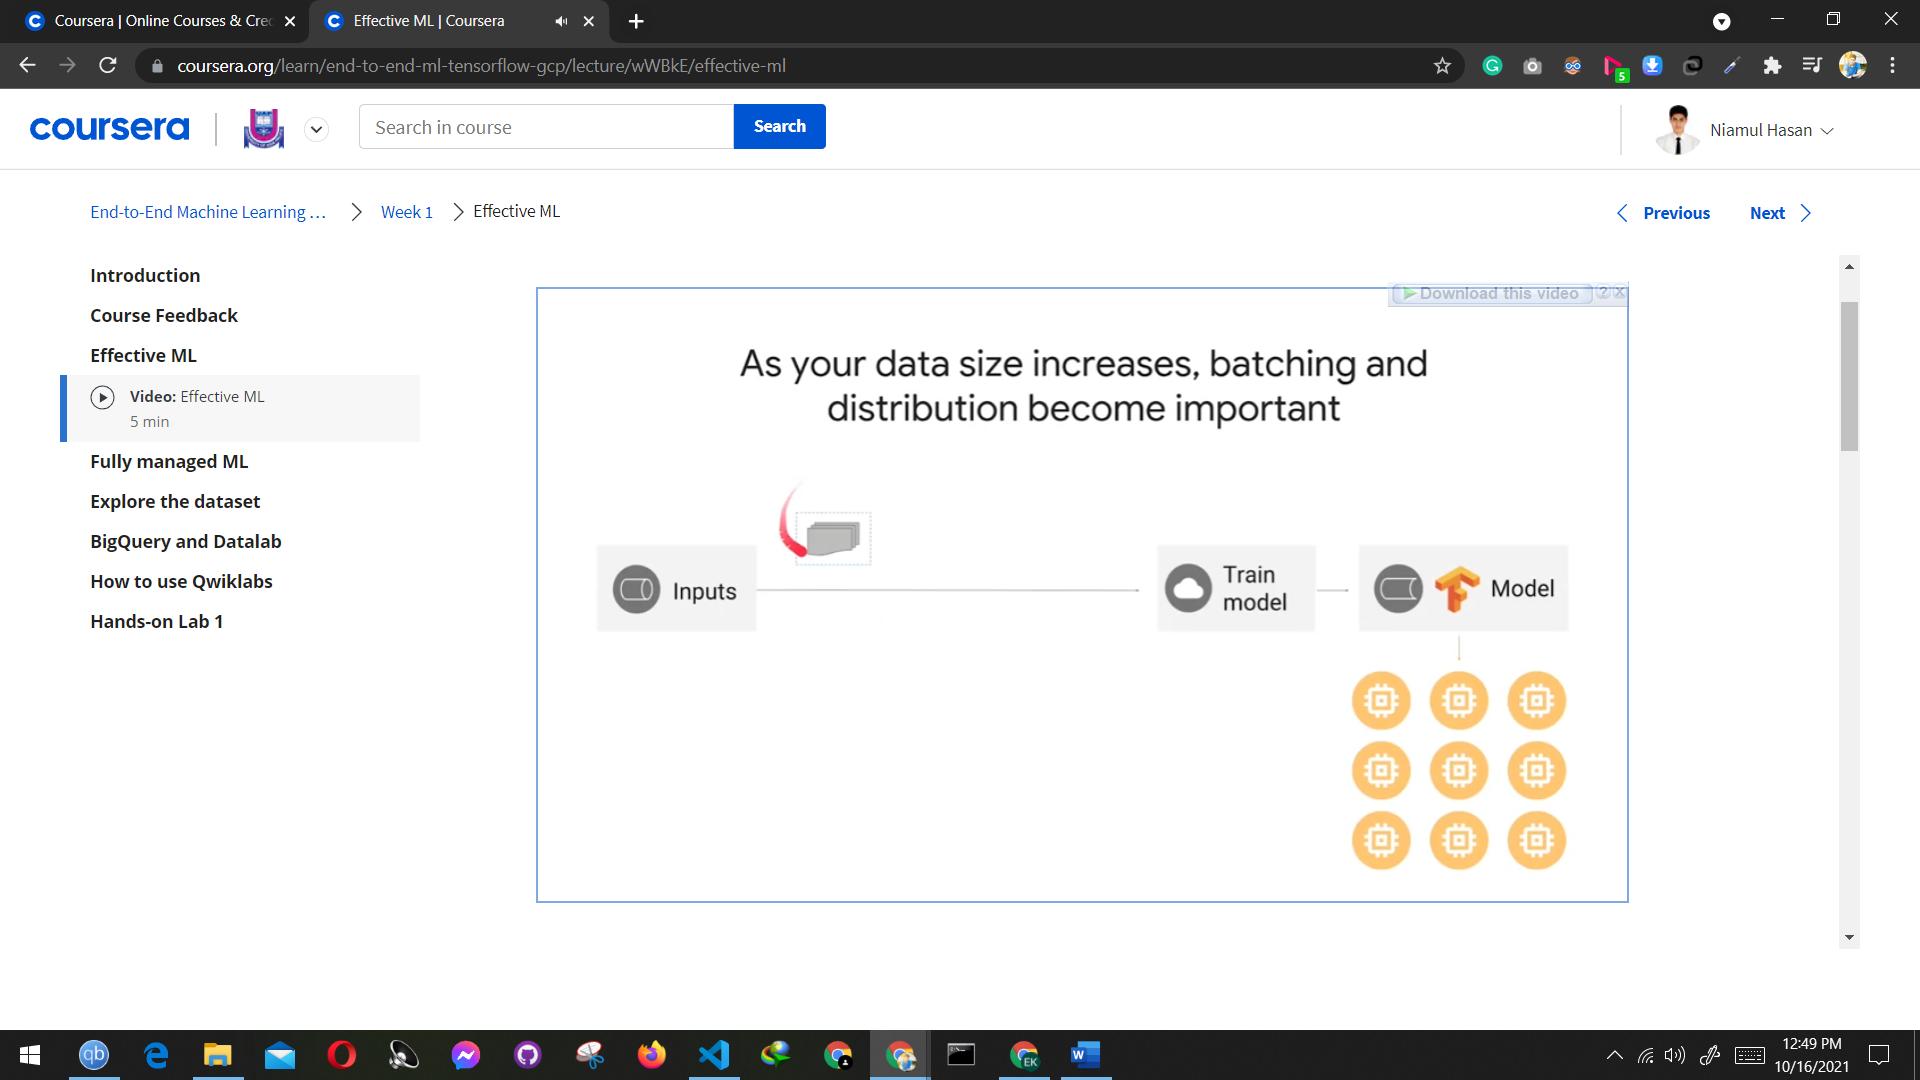 Coursera | Online Courses & Cre
Effective ML | Coursera
coursera.org/learn/end-to-end-ml-tensorflow-gcp/lecture/wWBkE/effective-ml
5
coursera
Search in course
Search
Niamul Hasan
End-to-End Machine Learning ...
Week 1
Effective ML
Previous
Next
Introduction
Course Feedback
Effective ML
Video: Effective ML
5 min
Fully managed ML
Explore the dataset
BigQuery and Datalab
How to use Qwiklabs
Hands-on Lab 1
Download this video
As your data size increases, batching and
distribution become important
Inputs
Train
model
Model
qb
EK
W
12:49 PM
10/16/2021